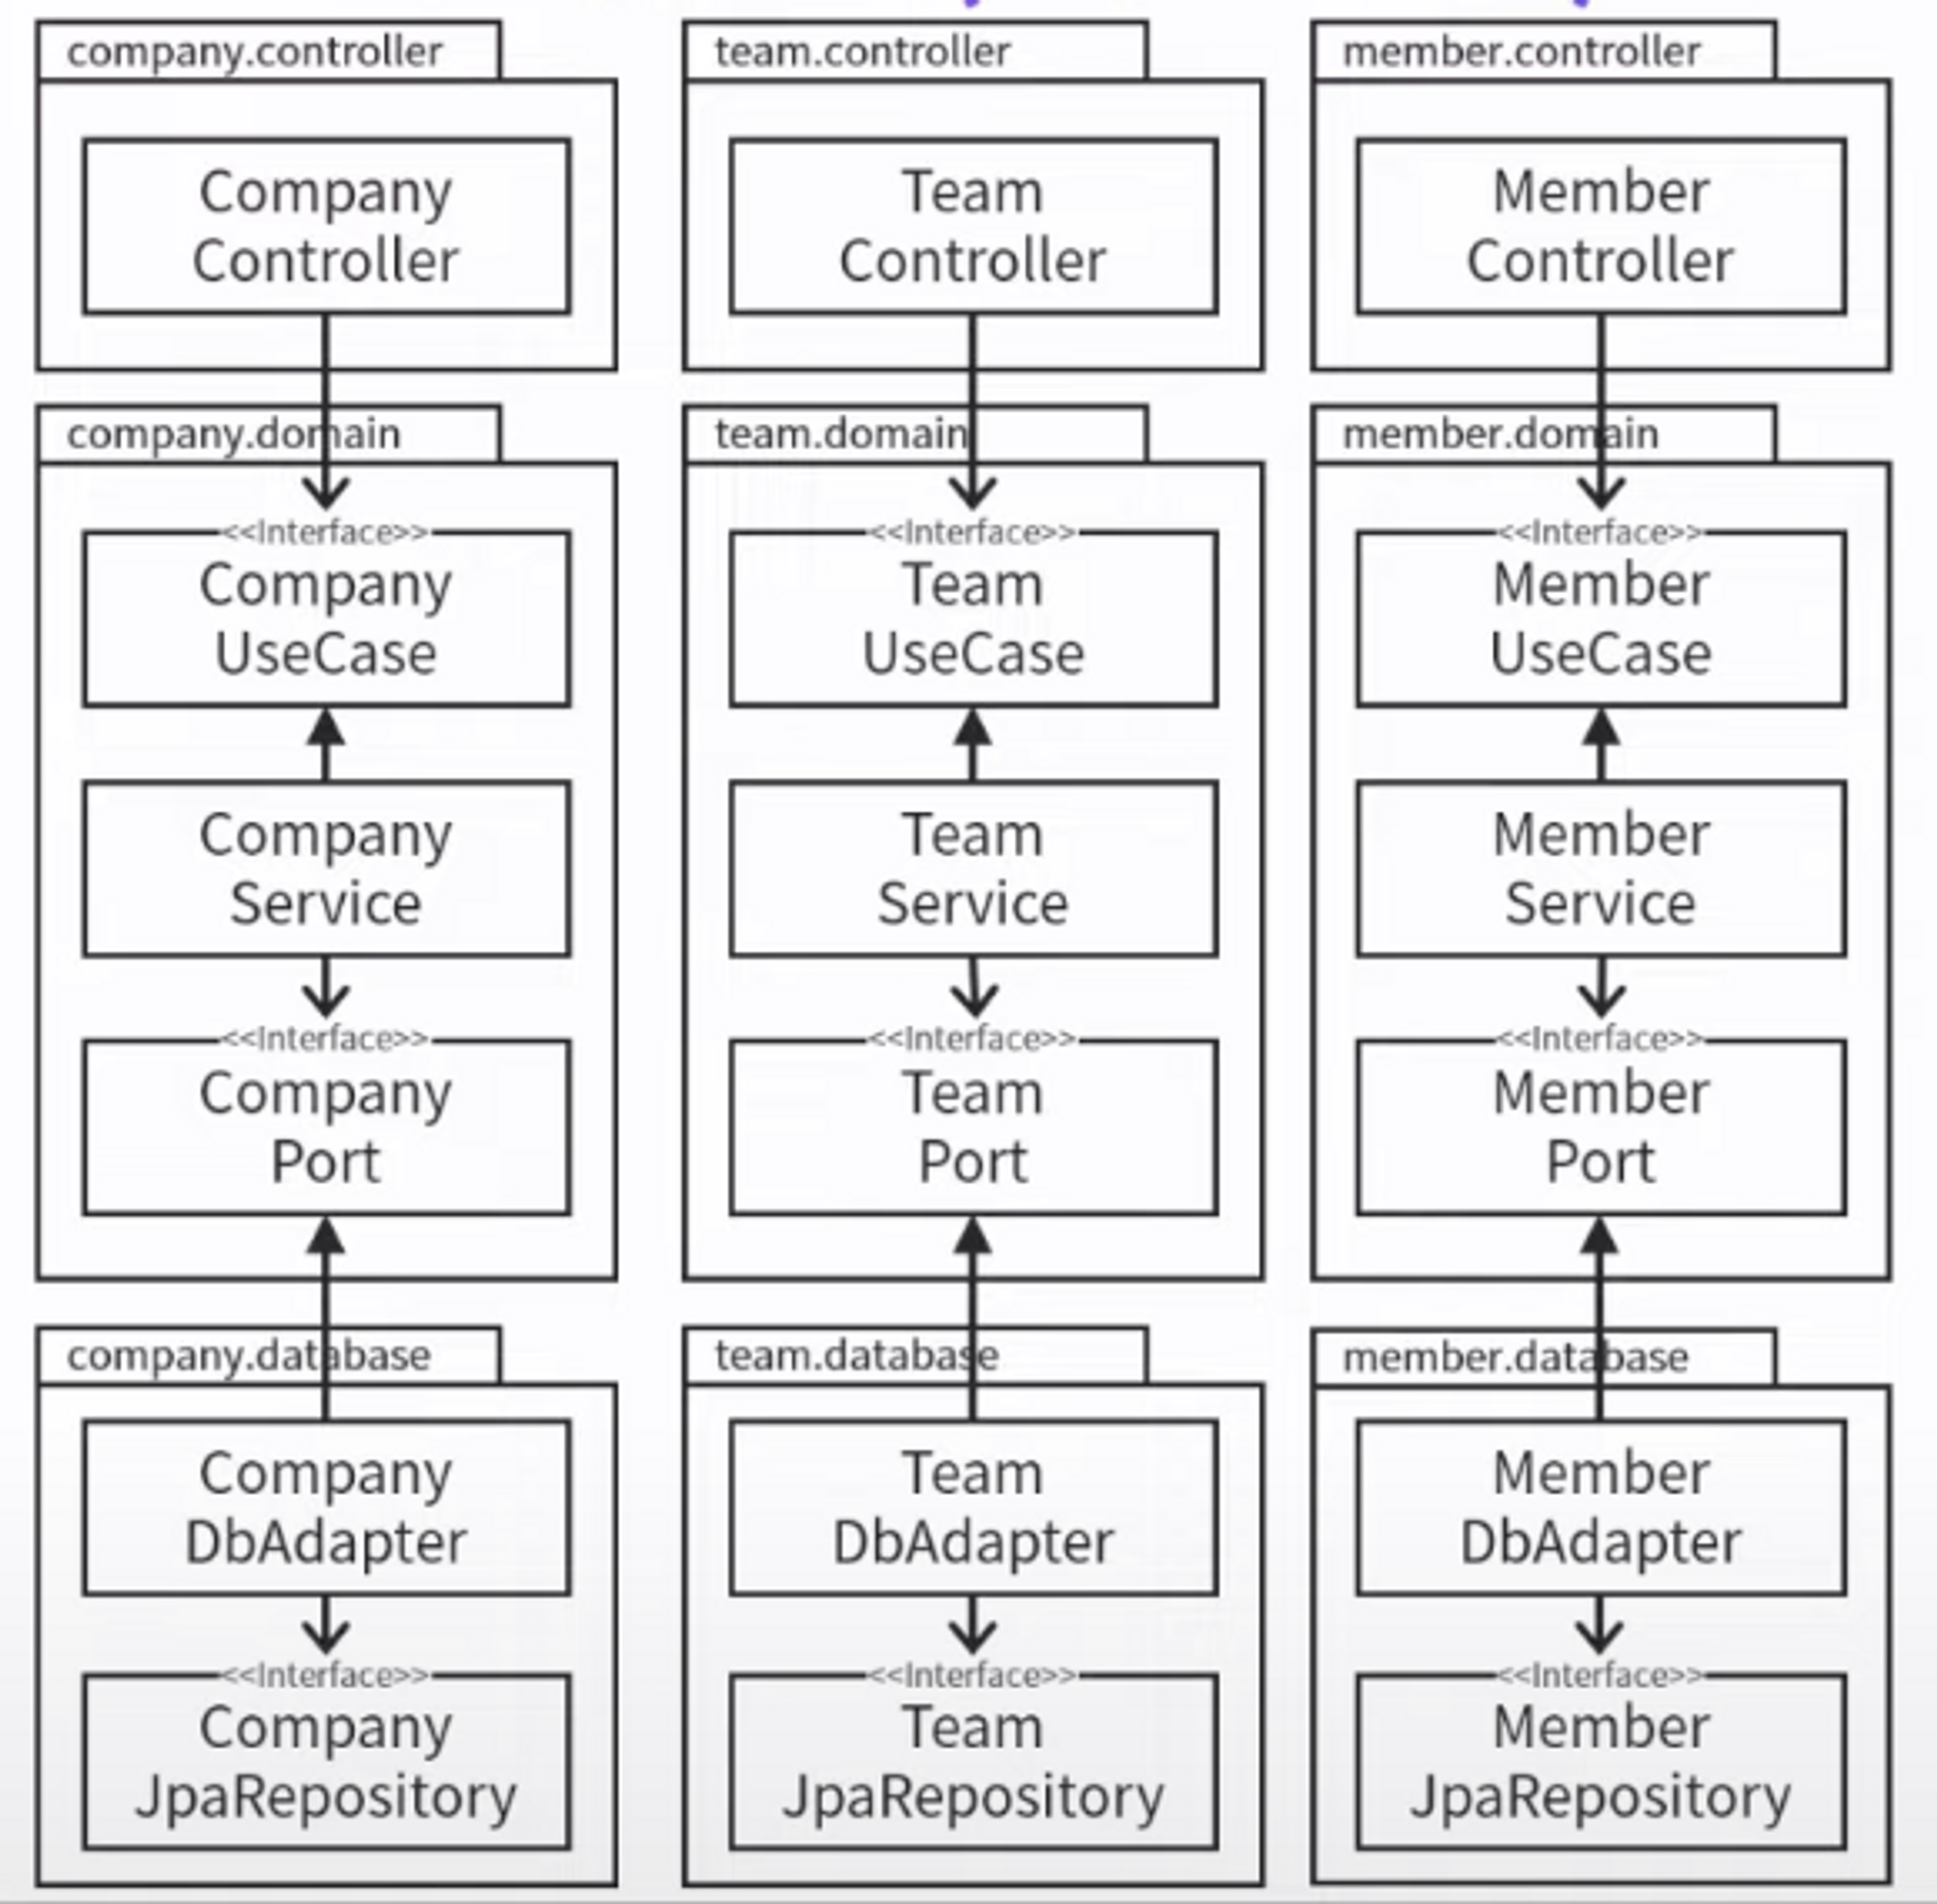 company.controller
Company
Controller
company.domain
<<Interface>>
Company
UseCase
Company
Service
<<Interface>>
Company
Port
company.database
Company
DbAdapter
<<Interface>>
Company
JpaRepository
team.controller
Team
Controller
team.domain
<<Interface>>
Team
UseCase
Team
Service
<<Interface>>
Team
Port
team.database
Team
DbAdapter
<<Interface>>
Team
JpaRepository
member.controller
Member
Controller
member.domain
<<Interface>>
Member
UseCase
Member
Service
<<Interface>>
Member
Port
member.database
Member
DbAdapter
<<Interface>>
Member
JpaRepository